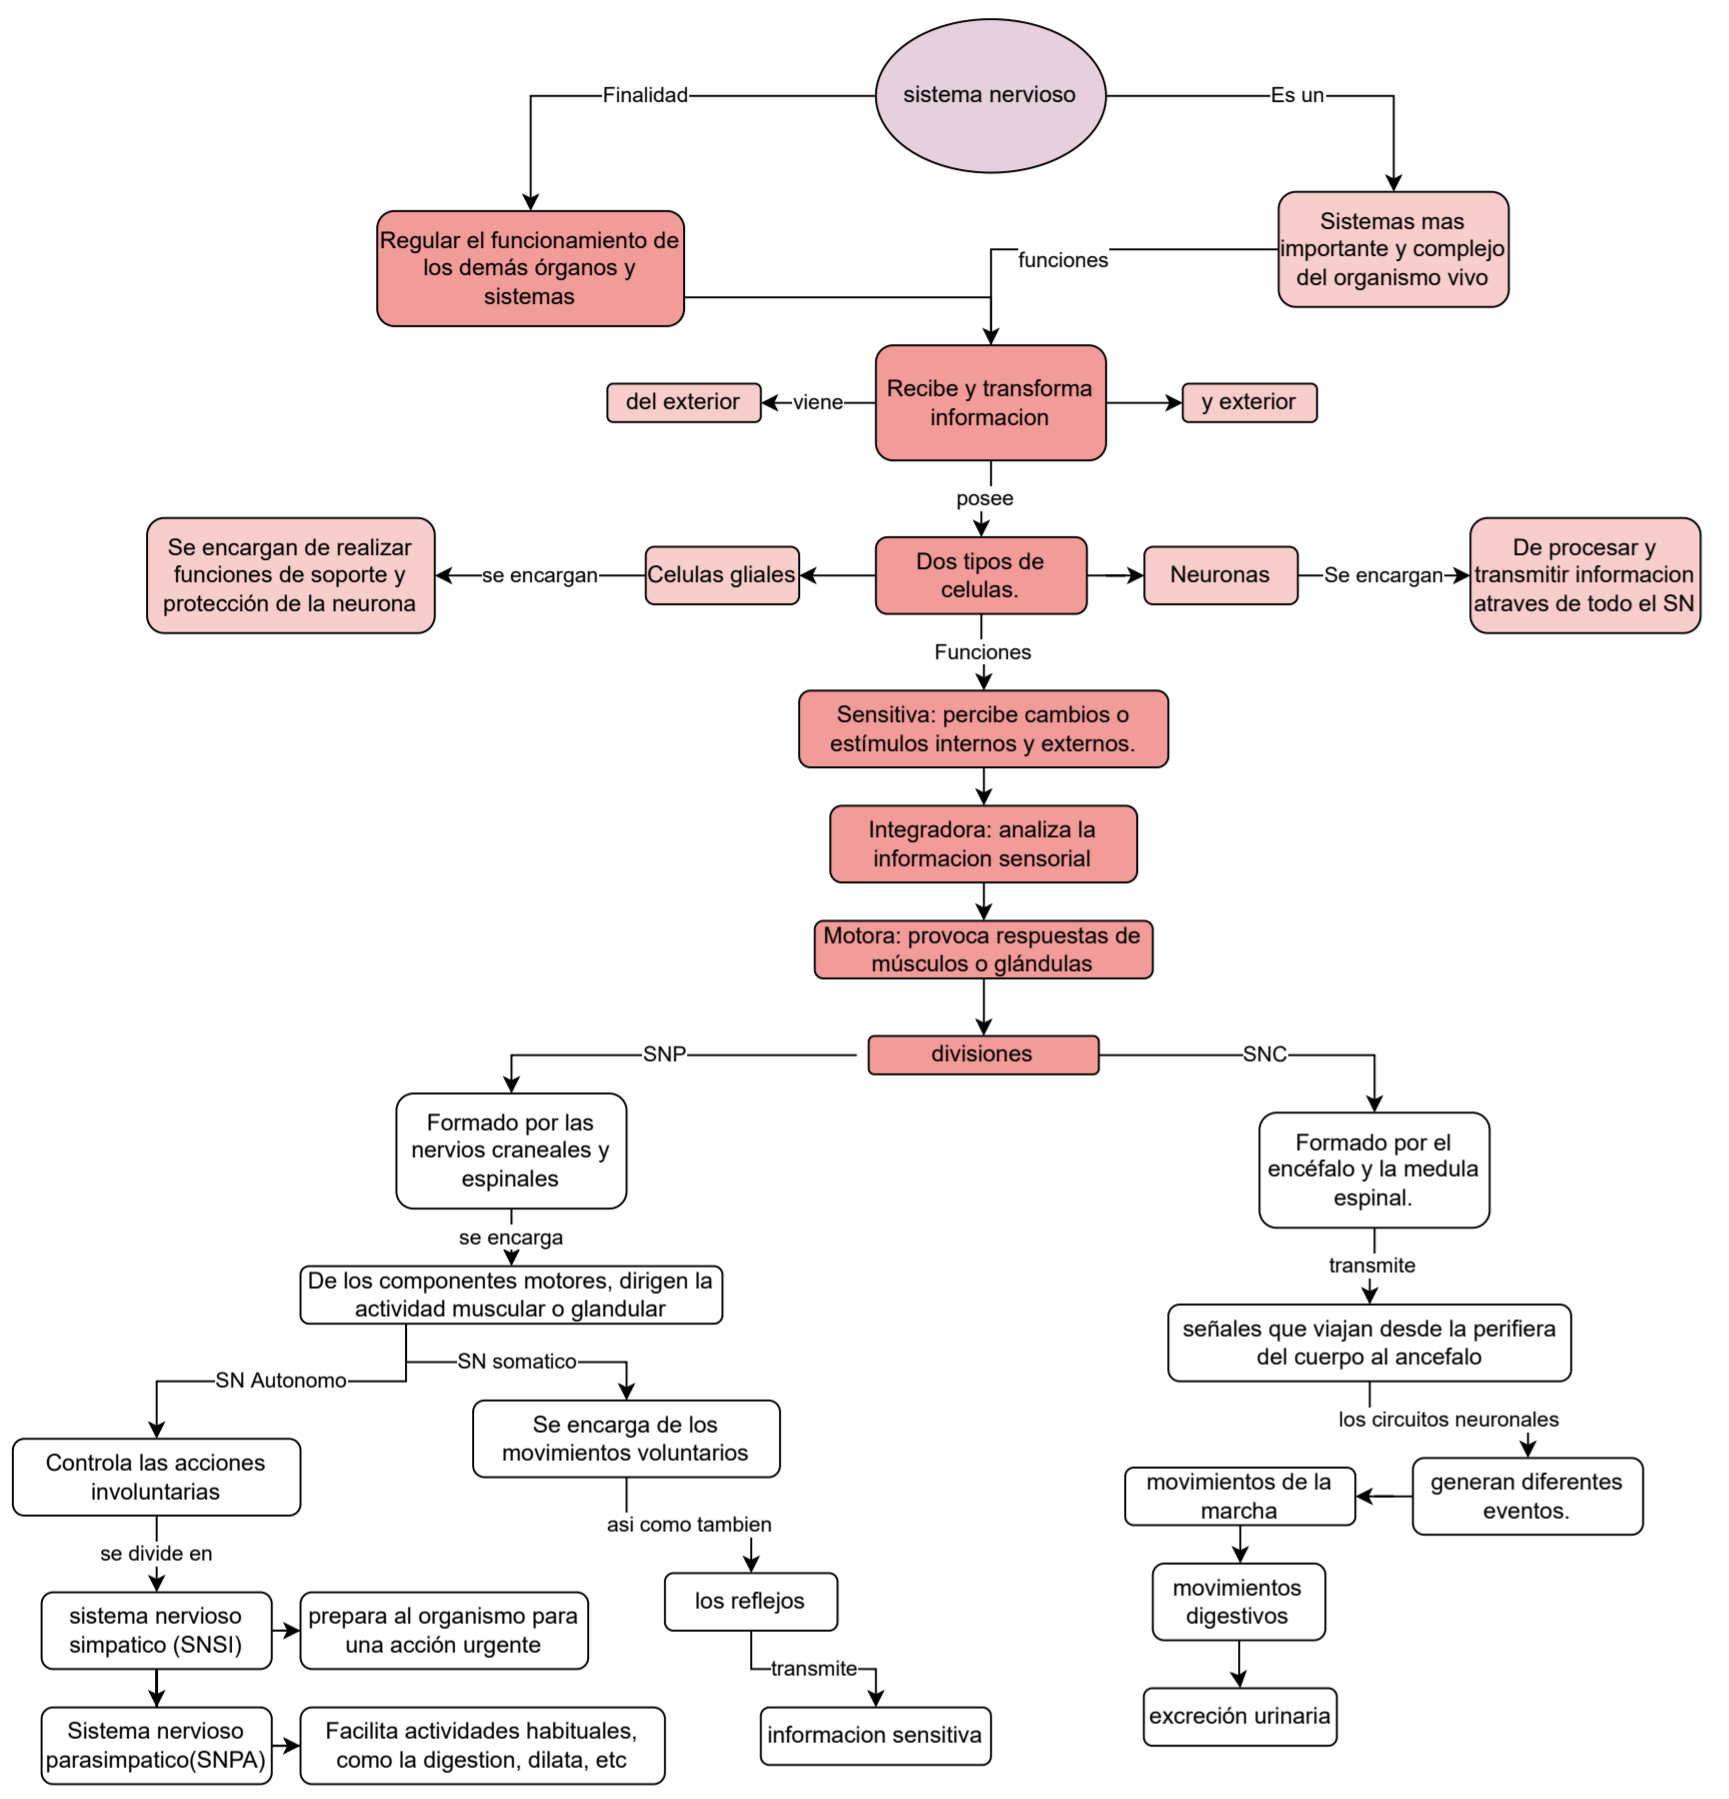 sistema nervioso
Finalidad
Es un
Regular el funcionamiento de
los demás órganos y
sistemas
Sistemas mas
importante y complejo
del organismo vivo
funciones
Recibe y transforma
informacion
viene
del exterior
y exterior
posee
Dos tipos de
celulas.
Celulas gliales
se encargan
Se encargan de realizar
funciones de soporte y
protección de la neurona
Neuronas
Se encargan
De procesar y
transmitir informacion
atraves de todo el SN
Funciones
Sensitiva: percibe cambios o
estímulos internos y externos.
Integradora: analiza la
informacion sensorial
Motora: provoca respuestas de
músculos o glándulas
divisiones
SNP
SNC
Formado por las
nervios craneales y
espinales
se encarga
De los componentes motores, dirigen la
actividad muscular o glandular
SN Autonomo
SN somatico
Controla las acciones
involuntarias
se divide en
sistema nervioso
simpatico (SNSI)
prepara al organismo para
una acción urgente
Sistema nervioso
parasimpatico(SNPA)
Facilita actividades habituales,
como la digestion, dilata, etc
Se encarga de los
movimientos voluntarios
asi como tambien
los reflejos
transmite
informacion sensitiva
Formado por el
encéfalo y la medula
espinal.
transmite
señales que viajan desde la perifiera
del cuerpo al ancefalo
los circuitos neuronales
generan diferentes
eventos.
movimientos de la
marcha
movimientos
digestivos
excreción urinaria